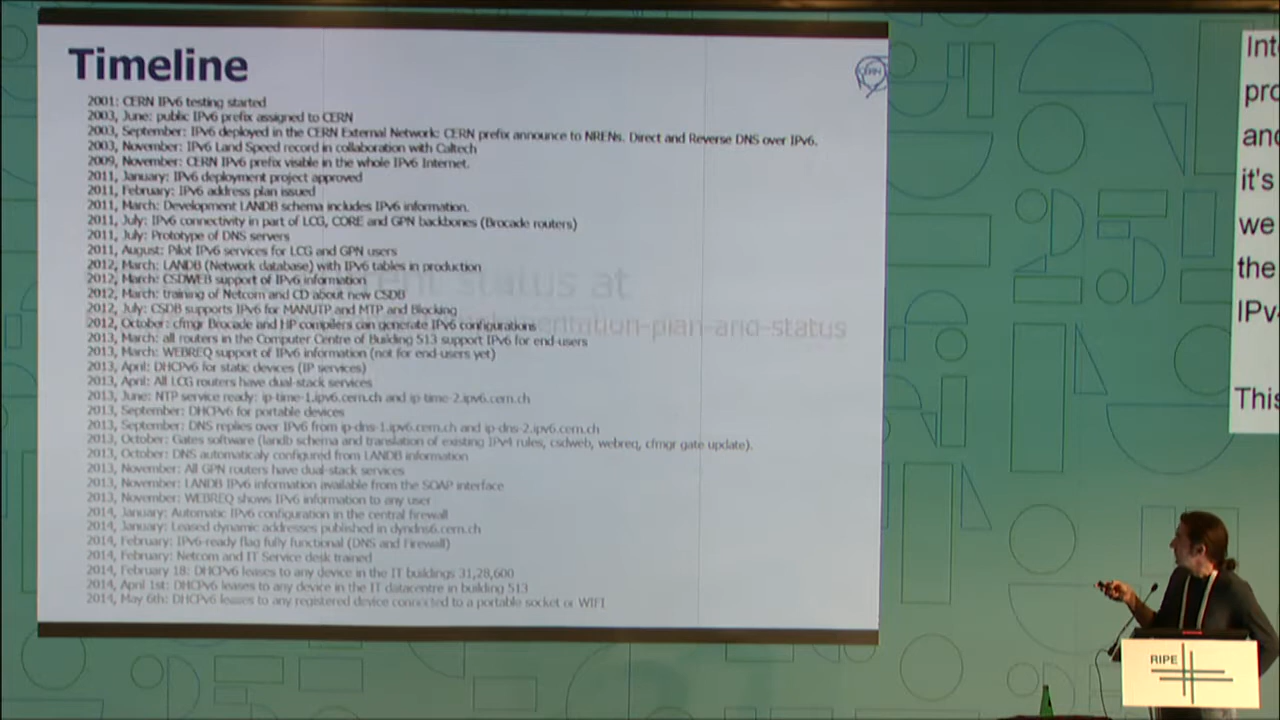 Timeline
CERN
2001: CERN IPv6 testing started
2003, June: public IPv6 prefix assigned to CERN
2003, September: IPv6 deployed in the CERN External Network: CERN prefix announce to NRENs. Direct and Reverse DNS over IPv6.
2003, November: IPv6 Land Speed record in collaboration with Caltech
2009, November: CERN IPv6 prefix visible in the whole IPv6 Internet.
2011, January: IPv6 deployment project approved
2011, February: IPv6 address plan issued
2011, March: Development LANDB schema includes IPv6 information.
2011, July: IPv6 connectivity in part of LCG, CORE and GPN backbones (Brocade routers)
2011, July: Prototype of DNS servers
2011, August: Pilot IPv6 services for LCG and GPN users
2012, March: LANDB (Network database) with IPv6 tables in production
2012, March: CSDWEB support of IPv6 information
2012, March: training of Netcom and CD about new CSDB
2012, July: CSDB supports IPv6 for MANUTP and MTP and Blocking
2012, October: cfmgr Brocade and HP compilers can generate IPv6 configurations
2013, March: all routers in the Computer Centre of Building 513 support IPv6 for end-users
2013, March: WEBREQ support of IPv6 information (not for end-users yet)
2013, April: DHCPv6 for static devices (IP services)
2013, April: All LCG routers have dual-stack services
2013, June: NTP service ready: ip-time-1.ipv6.cern.ch and ip-time-2.ipv6.cern.ch
2013, September: DHCPv6 for portable devices
2013, September: DNS replies over IPv6 from ip-dns-1.ipv6.cern.ch and ip-dns-2.ipv6.cern.ch
2013, October: Gates software (landb schema and translation of existing IPv4 rules, csdweb, webreq, cfmgr gate update).
2013, October: DNS automaticaly configured from LANDB information
2013, November: All GPN routers have dual-stack services
2013, November: LANDB IPv6 information available from the SOAP interface
2013, November: WEBREQ shows IPv6 information to any user
2014, January: Automatic IPv6 configuration in the central firewall
2014, January: Leased dynamic addresses published in dyndns6.cern.ch
2014, February: IPv6-ready flag fully functional (DNS and Firewall)
2014, February: Netcom and IT Service desk trained
2014, February 18: DHCPv6 leases to any device in the IT buildings 31,28,600
2014, April 1st: DHCPv6 leases to any device in the IT datacentre in building 513
2014, May 6th: DHCPv6 leases to any registered device connected to a portable socket or WIFI
status at
-plan-and-status
Int
pro
and
it's
we
the
IPv
This
RIPE